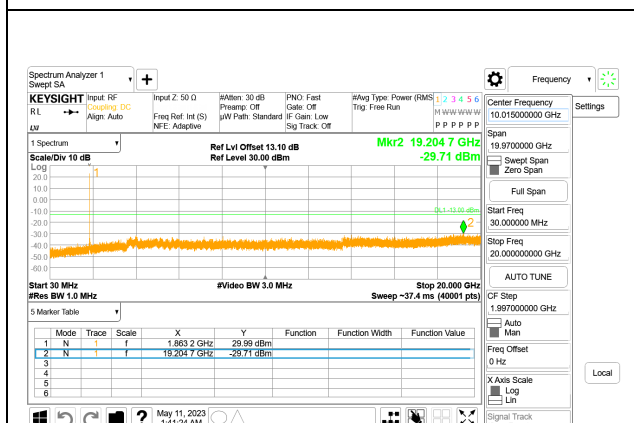 Spectrum Analyzer 1
Swept SA
Frequency
KEYSIGHT
RL
Input: RF
Coupling: DC
Align: Auto
Input Z: 50 Ω
Freq Ref: Int (S)
NFE: Adaptive
#Atten: 30 dB
Preamp: Off
µW Path: Standard
PNO: Fast
Gate: Off
IF Gain: Low
Sig Track: Off
#Avg Type: Power (RMS
Trig: Free Run
1 2 3 4 5 6
M W W W W W
P P P P P P
1 Spectrum
Scale/Div 10 dB
Ref Lvl Offset 13.10 dB
Ref Level 30.00 dBm
Mkr2 19.204 7 GHz
-29.71 dBm
Log
20.0
10.0
0.00
-10.0
-20.0
-30.0
-40.0
-50.0
-60.0
1
DL1 -13.00 dBm
2
Start 30 MHz
#Res BW 1.0 MHz
#Video BW 3.0 MHz
Stop 20.000 GHz
Sweep ~37.4 ms (40001 pts)
5 Marker Table
Mode Trace Scale X Y Function Function Width Function Value
1 N 1 f 1.863 2 GHz 29.99 dBm
2 N 1 f 19.204 7 GHz -29.71 dBm
3
4
5
6
May 11, 2023
1:41:24 AM
Center Frequency
10.015000000 GHz
Settings
Span
19.9700000 GHz
Swept Span
Zero Span
Full Span
Start Freq
30.000000 MHz
Stop Freq
20.000000000 GHz
AUTO TUNE
CF Step
1.997000000 GHz
Auto
Man
Freq Offset
0 Hz
X Axis Scale
Log
Lin
Signal Track
Local